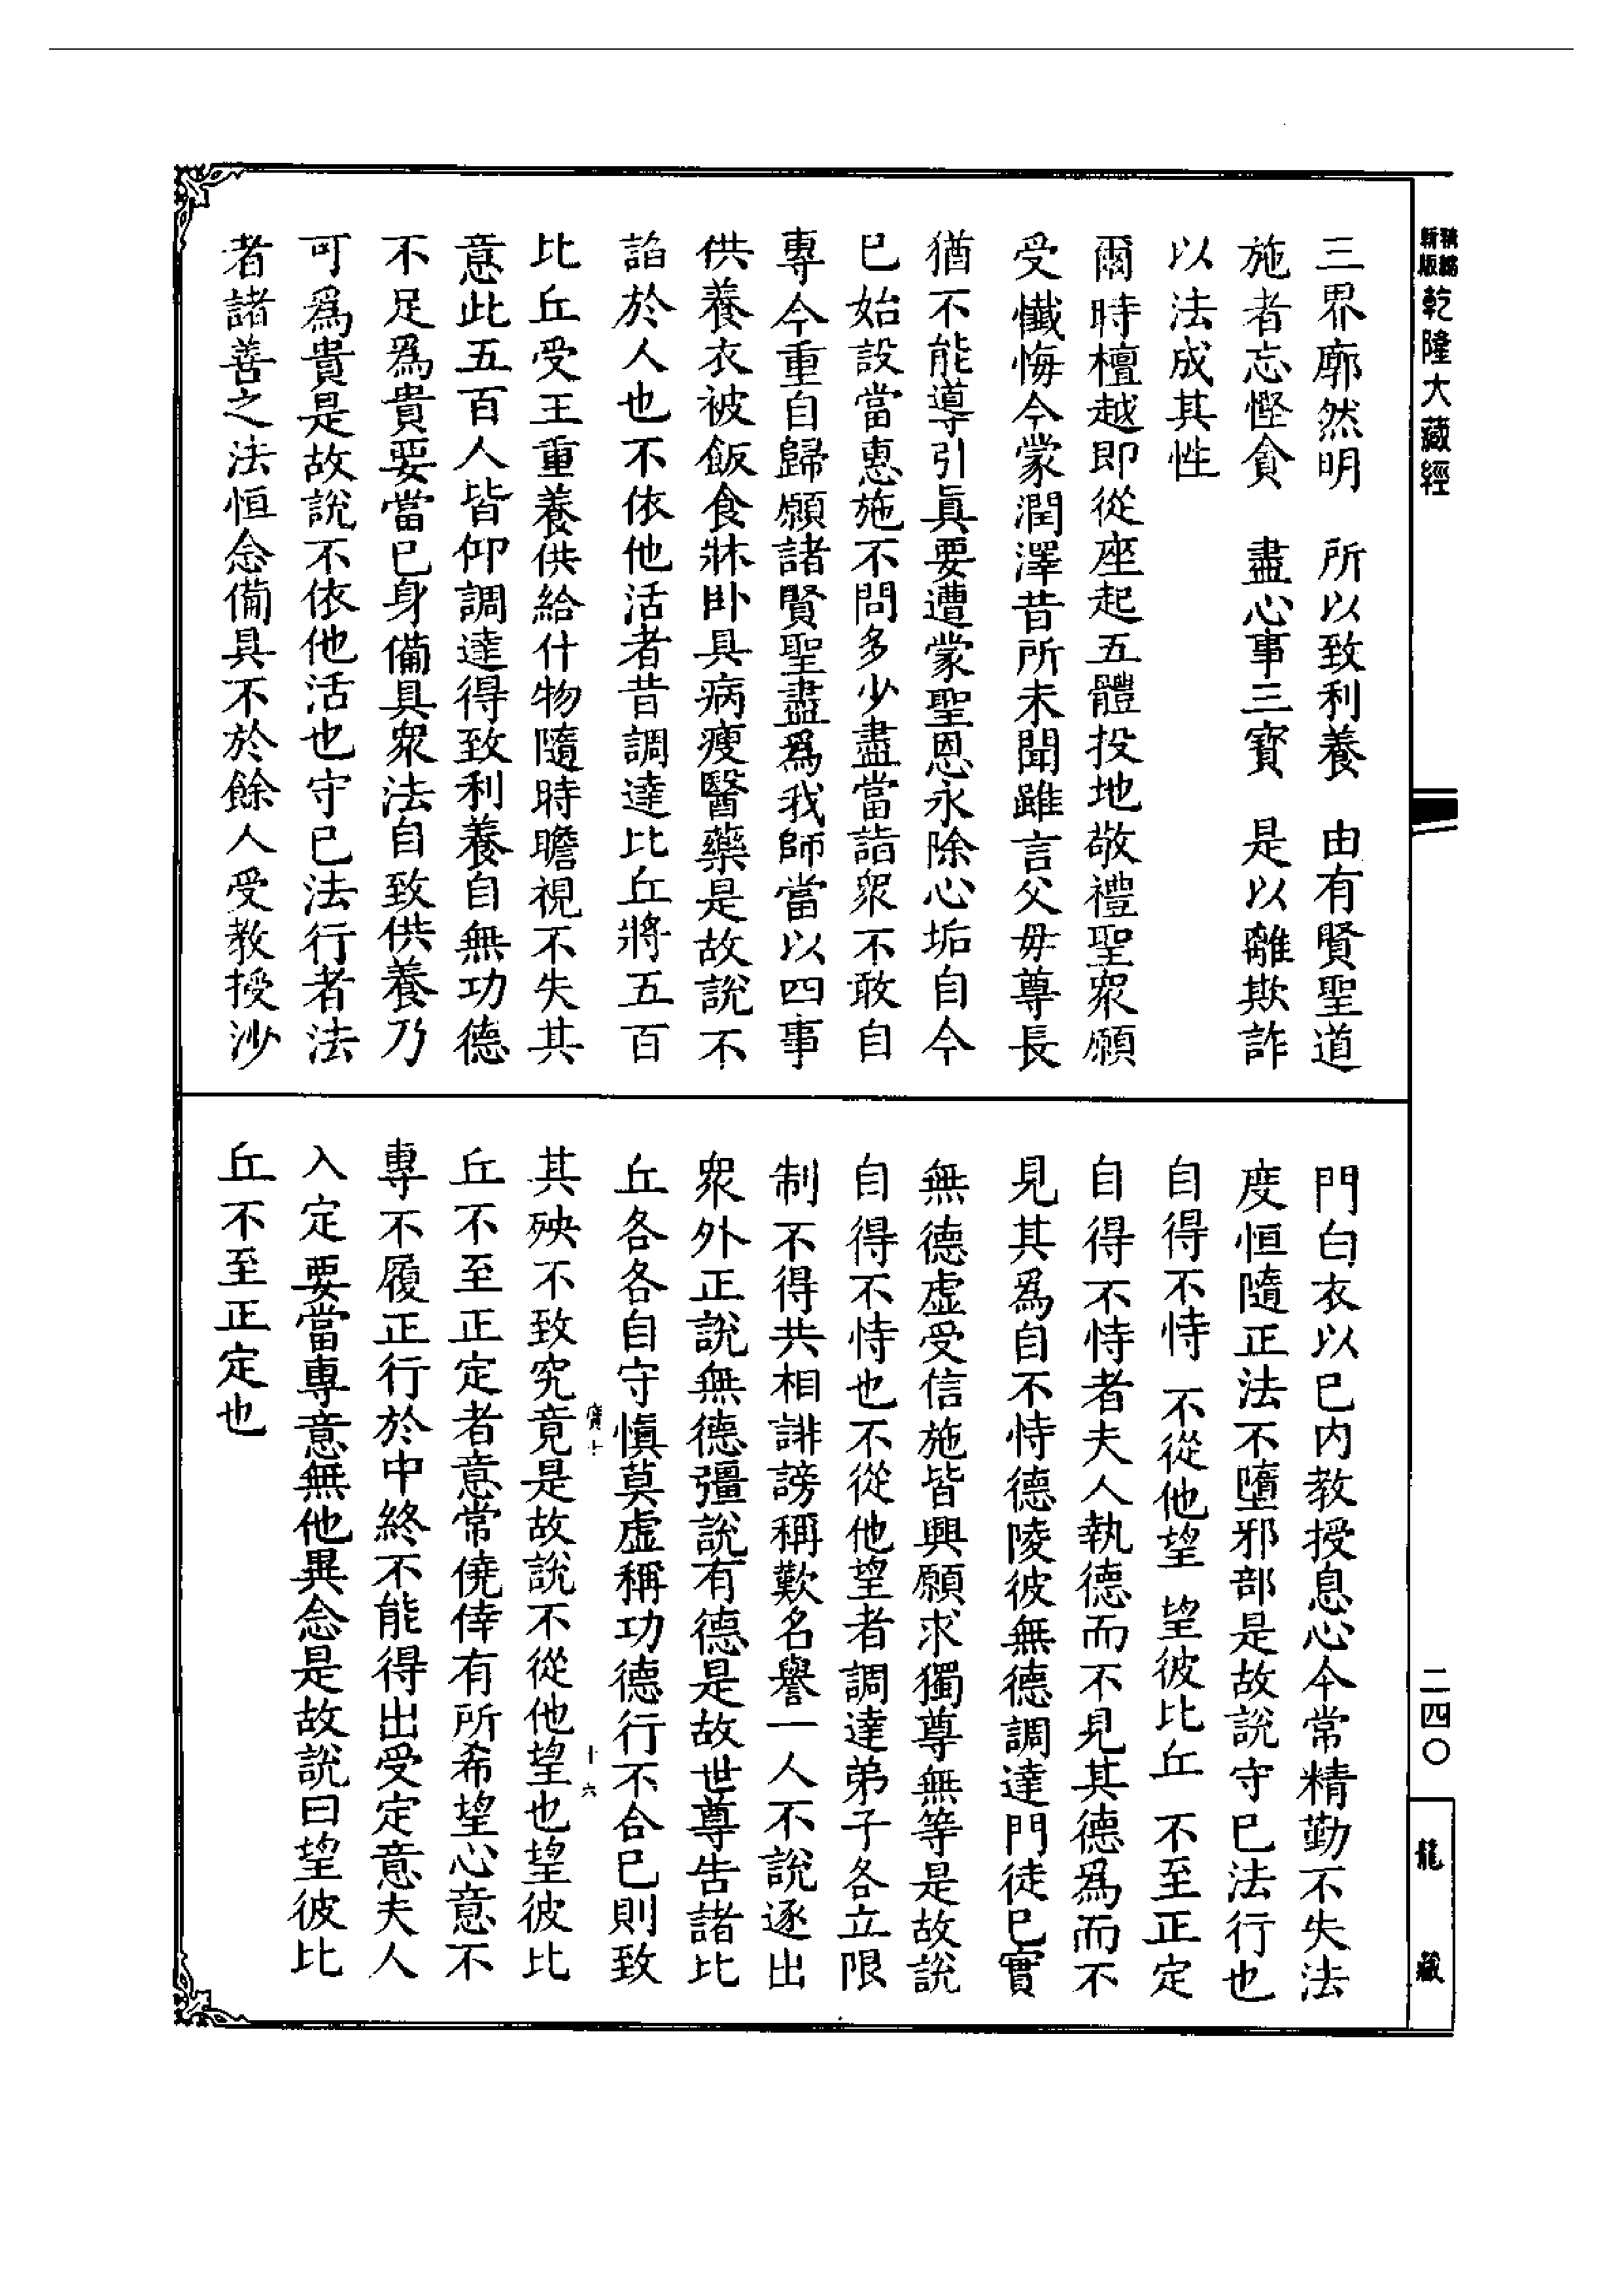 新編
縮版
乾隆大藏經
三界廓然明　所以致利養　由有賢聖道
施者忘慳貪　盡心事三寶　是以離欺詐
以法成其性
爾時檀越即從座起五體投地敬禮聖衆願
受懺悔今蒙潤澤昔所未聞雖言父毋尊長
猶不能導引眞要遭蒙聖恩永除心垢自今
已始設當惠施不問多少盡當詣衆不敢自
專今重自歸願諸賢聖盡爲我師當以四事
供養衣被飯食牀臥具病瘦醫藥是故說不
諂於人也不依他活者昔調達比丘將五百
比丘受王重養供給什物隨時瞻視不失其
意此五百人皆仰調達得致利養自無功德
不足爲貴要當已身備具衆法自致供養乃
可爲貴是故說不依他活也守已法行者法
者諸善之法恒念備具不於餘人受教授沙
門白衣以已内教授息心今常精勤不失法
度恒隨正法不墮邪部是故說守已法行也
自得不恃　不從他望　望彼比丘　不至正定
自得不恃者夫人執德而不見其德爲而不
見其爲自不恃德陵彼無德調達門徒已實
無德虛受信施皆興願求獨尊無等是故說
自得不恃也不從他望者調達弟子各立限
制不得共相誹謗稱歎名譽一人不說逐出
衆外正說無德彊說有德是故世尊告諸比
丘各各自守愼莫虛稱功德行不合已則致
廣七
十六
其殃不致究竟是故說不從他望也望彼比
丘不至正定者意常僥倖有所希望心意不
專不履正行於中終不能得出受定意夫人
入定要當專意無他異念是故說曰望彼比
丘不至正定也
二四〇
龍藏